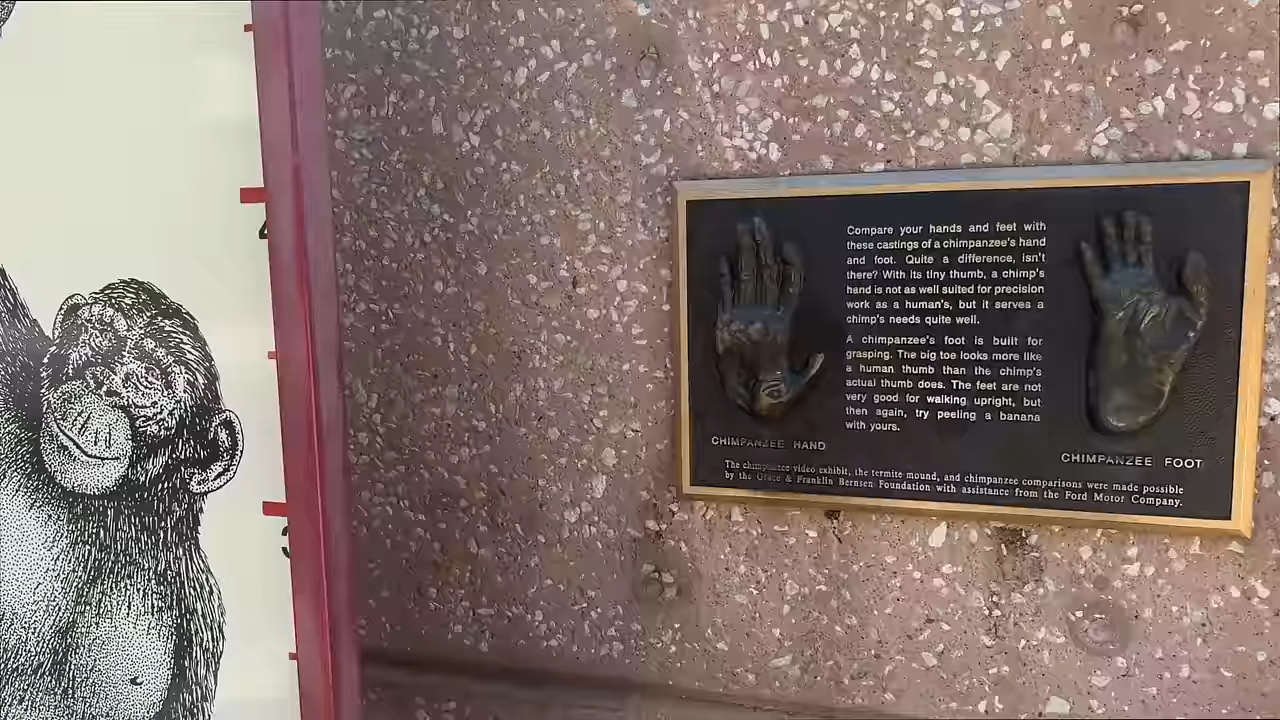 4
3
Compare your hands and feet with
these castings of a chimpanzee's hand
and foot. Quite a difference, isn't
there? With its tiny thumb, a chimp's
hand is not as well suited for precision
work as a human's, but it serves a
chimp's needs quite well.
A chimpanzee's foot is built for
grasping. The big toe looks more like
a human thumb than the chimp's
actual thumb does. The feet are not
very good for walking upright, but
then again, try peeling a banana
with yours.
CHIMPANZEE HAND
CHIMPANZEE FOOT
The chimpanzee video exhibit, the termite mound, and chimpanzee comparisons were made possible
by the Grace & Franklin Bernsen Foundation with assistance from the Ford Motor Company.